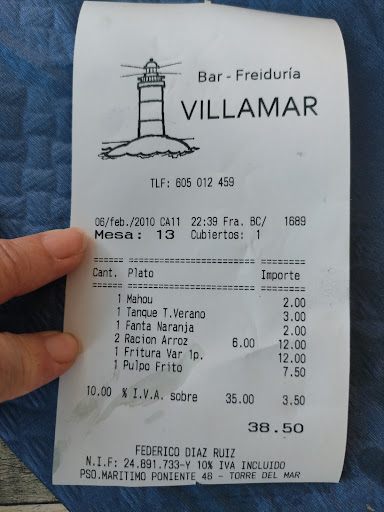 Bar - Freiduría
VILLAMAR
TLF: 605 012 459
06/feb./2010 CA11 22:39 Fra. BC/ 1689
Mesa: 13 Cubiertos: 1
===== ==================== ========
Cant. Plato Importe
===== ==================== ========
1 Mahou 2.00
1 Tanque T.Verano 3.00
1 Fanta Naranja 2.00
2 Racion Arroz 6.00 12.00
1 Fritura Var 1p. 12.00
1 Pulpo Frito 7.50
10.00 % I.V.A. sobre 35.00 3.50
38.50
FEDERICO DIAZ RUIZ
N.I.F: 24.891.733-Y 10% IVA INCLUIDO
PSO.MARITIMO PONIENTE 48 - TORRE DEL MAR